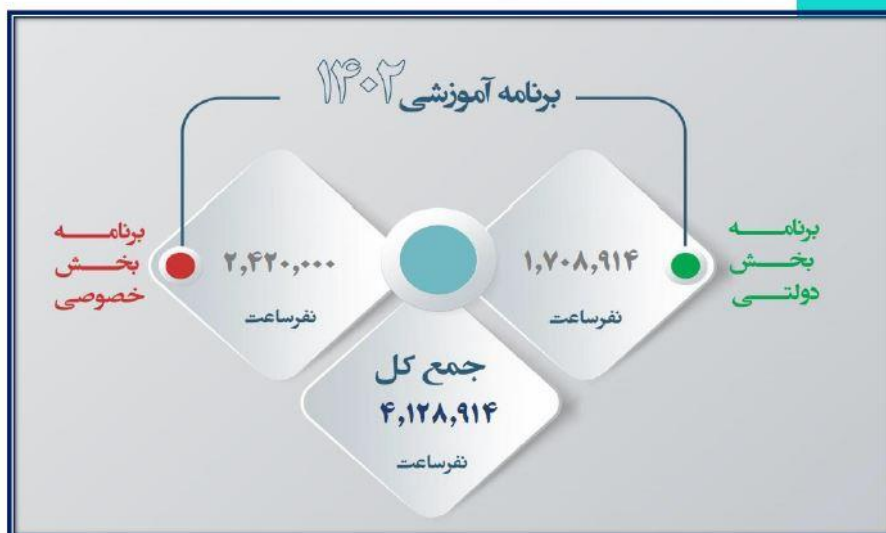 برنامه آموزشی ۱۴۰۲
برنامه
بخش
دولتی
۱,۷۰۸,۹۱۴
نفرساعت
۲,۴۲۰,۰۰۰
نفرساعت
برنامه
بخش
خصوصی
جمع کل
۴,۱۲۸,۹۱۴
نفرساعت